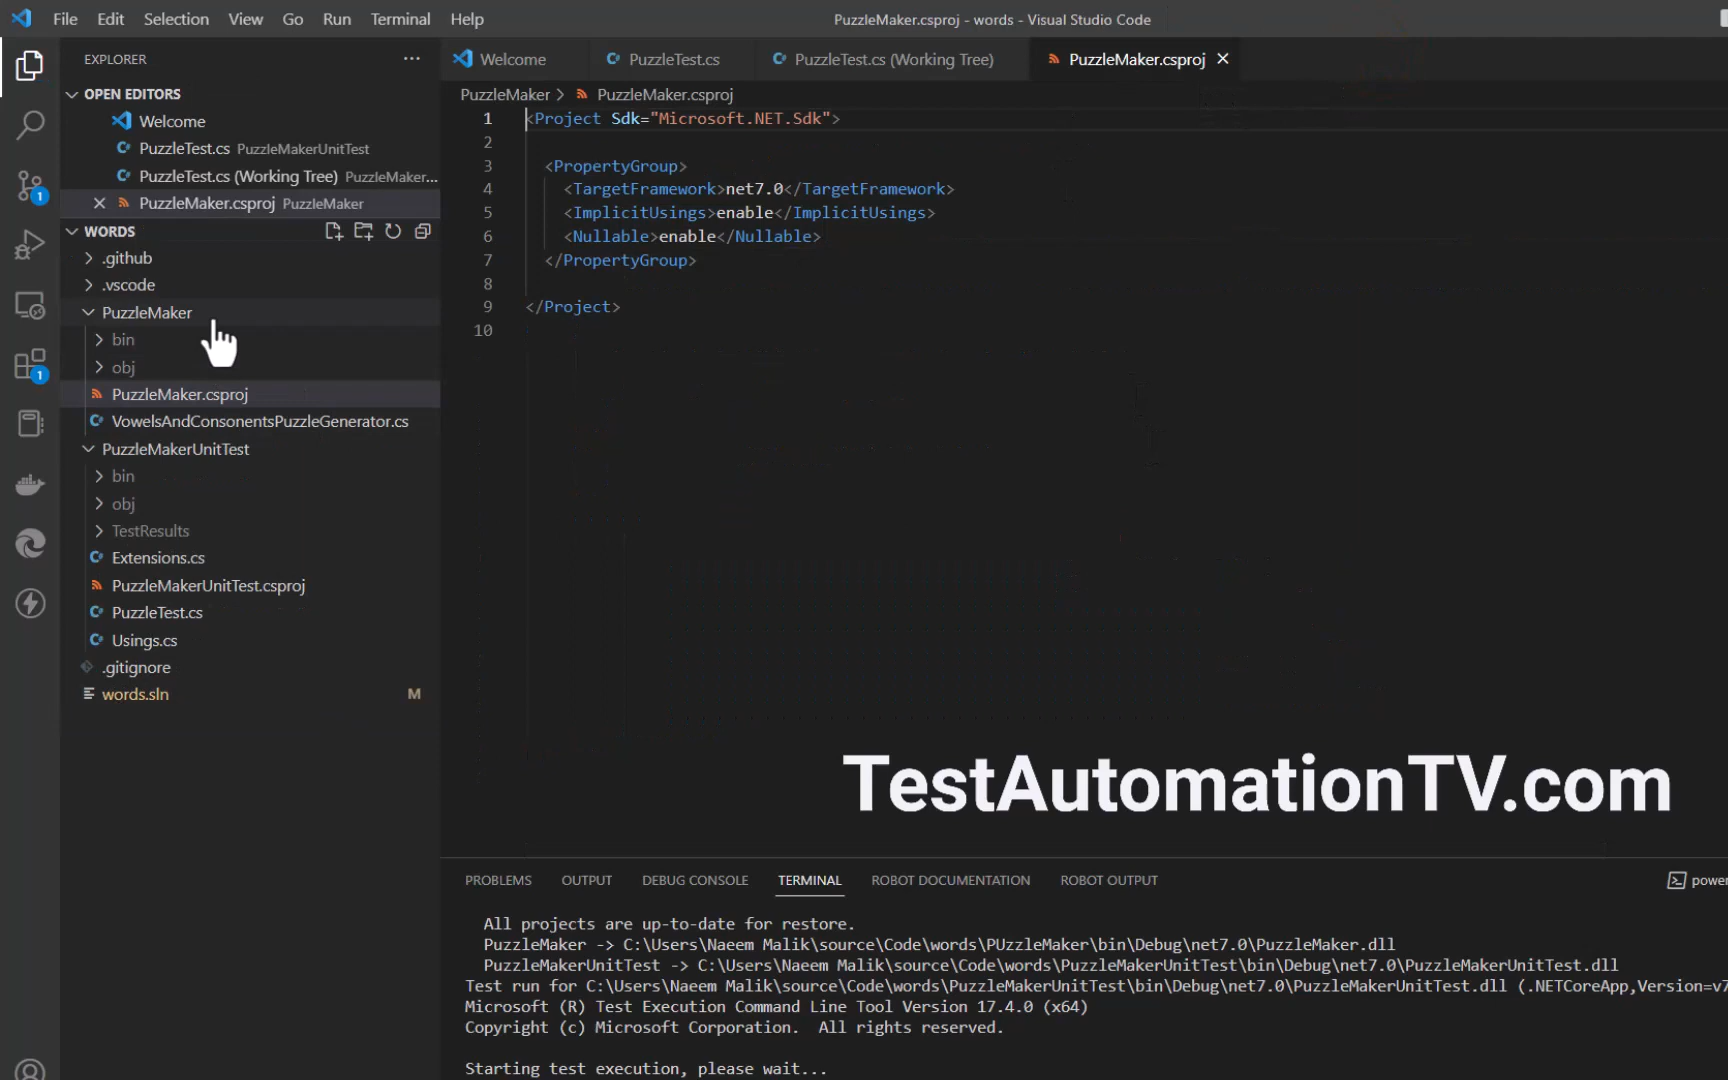 File Edit Selection View Go Run Terminal Help
PuzzleMaker.csproj - words - Visual Studio Code
EXPLORER
OPEN EDITORS
Welcome
PuzzleTest.cs PuzzleMakerUnitTest
PuzzleTest.cs (Working Tree) PuzzleMaker...
PuzzleMaker.csproj PuzzleMaker
WORDS
.github
.vscode
PuzzleMaker
bin
obj
PuzzleMaker.csproj
VowelsAndConsonentsPuzzleGenerator.cs
PuzzleMakerUnitTest
bin
obj
TestResults
Extensions.cs
PuzzleMakerUnitTest.csproj
PuzzleTest.cs
Usings.cs
.gitignore
words.sln M
1
1
Welcome PuzzleTest.cs PuzzleTest.cs (Working Tree) PuzzleMaker.csproj
PuzzleMaker > PuzzleMaker.csproj
1 <Project Sdk="Microsoft.NET.Sdk">
2
3 <PropertyGroup>
4 <TargetFramework>net7.0</TargetFramework>
5 <ImplicitUsings>enable</ImplicitUsings>
6 <Nullable>enable</Nullable>
7 </PropertyGroup>
8
9 </Project>
10
TestAutomationTV.com
PROBLEMS OUTPUT DEBUG CONSOLE TERMINAL ROBOT DOCUMENTATION ROBOT OUTPUT power
All projects are up-to-date for restore.
PuzzleMaker -> C:\Users\Naeem Malik\source\Code\words\PUzzleMaker\bin\Debug\net7.0\PuzzleMaker.dll
PuzzleMakerUnitTest -> C:\Users\Naeem Malik\source\Code\words\PuzzleMakerUnitTest\bin\Debug\net7.0\PuzzleMakerUnitTest.dll
Test run for C:\Users\Naeem Malik\source\Code\words\PuzzleMakerUnitTest\bin\Debug\net7.0\PuzzleMakerUnitTest.dll (.NETCoreApp,Version=v7
Microsoft (R) Test Execution Command Line Tool Version 17.4.0 (x64)
Copyright (c) Microsoft Corporation. All rights reserved.
Starting test execution, please wait...